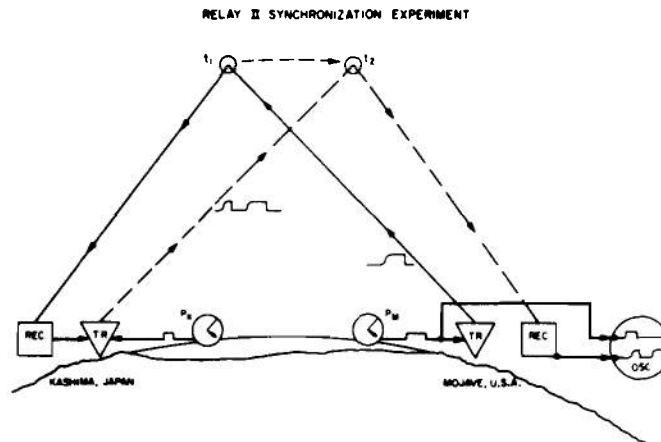 RELAY II SYNCHRONIZATION EXPERIMENT
t1
t2
PK
PM
REC
TR
TR
REC
OSC
KASHIMA, JAPAN
MOJAVE, U.S.A.